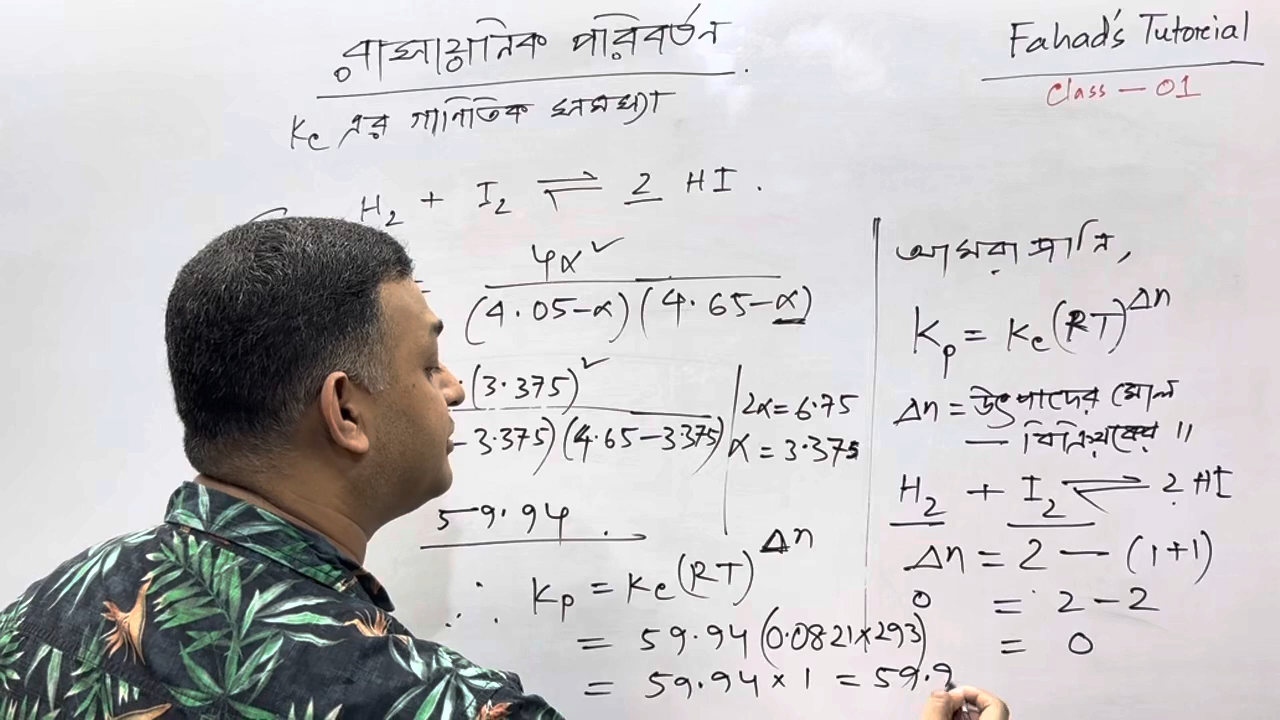 রাসায়নিক পরিবর্তন
Fahad's Tutorial
Class – 01
Kc এর গানিতিক সমস্যা
H₂ + I₂ ⇌ 2 HI.
4α²
(4.05-α)(4.65-α)
(3.375)²
-3.375)(4.65-3.375)
2α = 6.75
α = 3.375
59.94.
∴ Kp = Kc(RT)^Δn
= 59.94(0.0821×293)⁰
= 59.94×1 = 59.9
আমরা জানি,
Kp = Kc(RT)^Δn
Δn = উৎপাদের মোল
– বিক্রিয়কের "
H₂ + I₂ ⇌ 2 HI
Δn = 2 – (1+1)
= 2-2
= 0